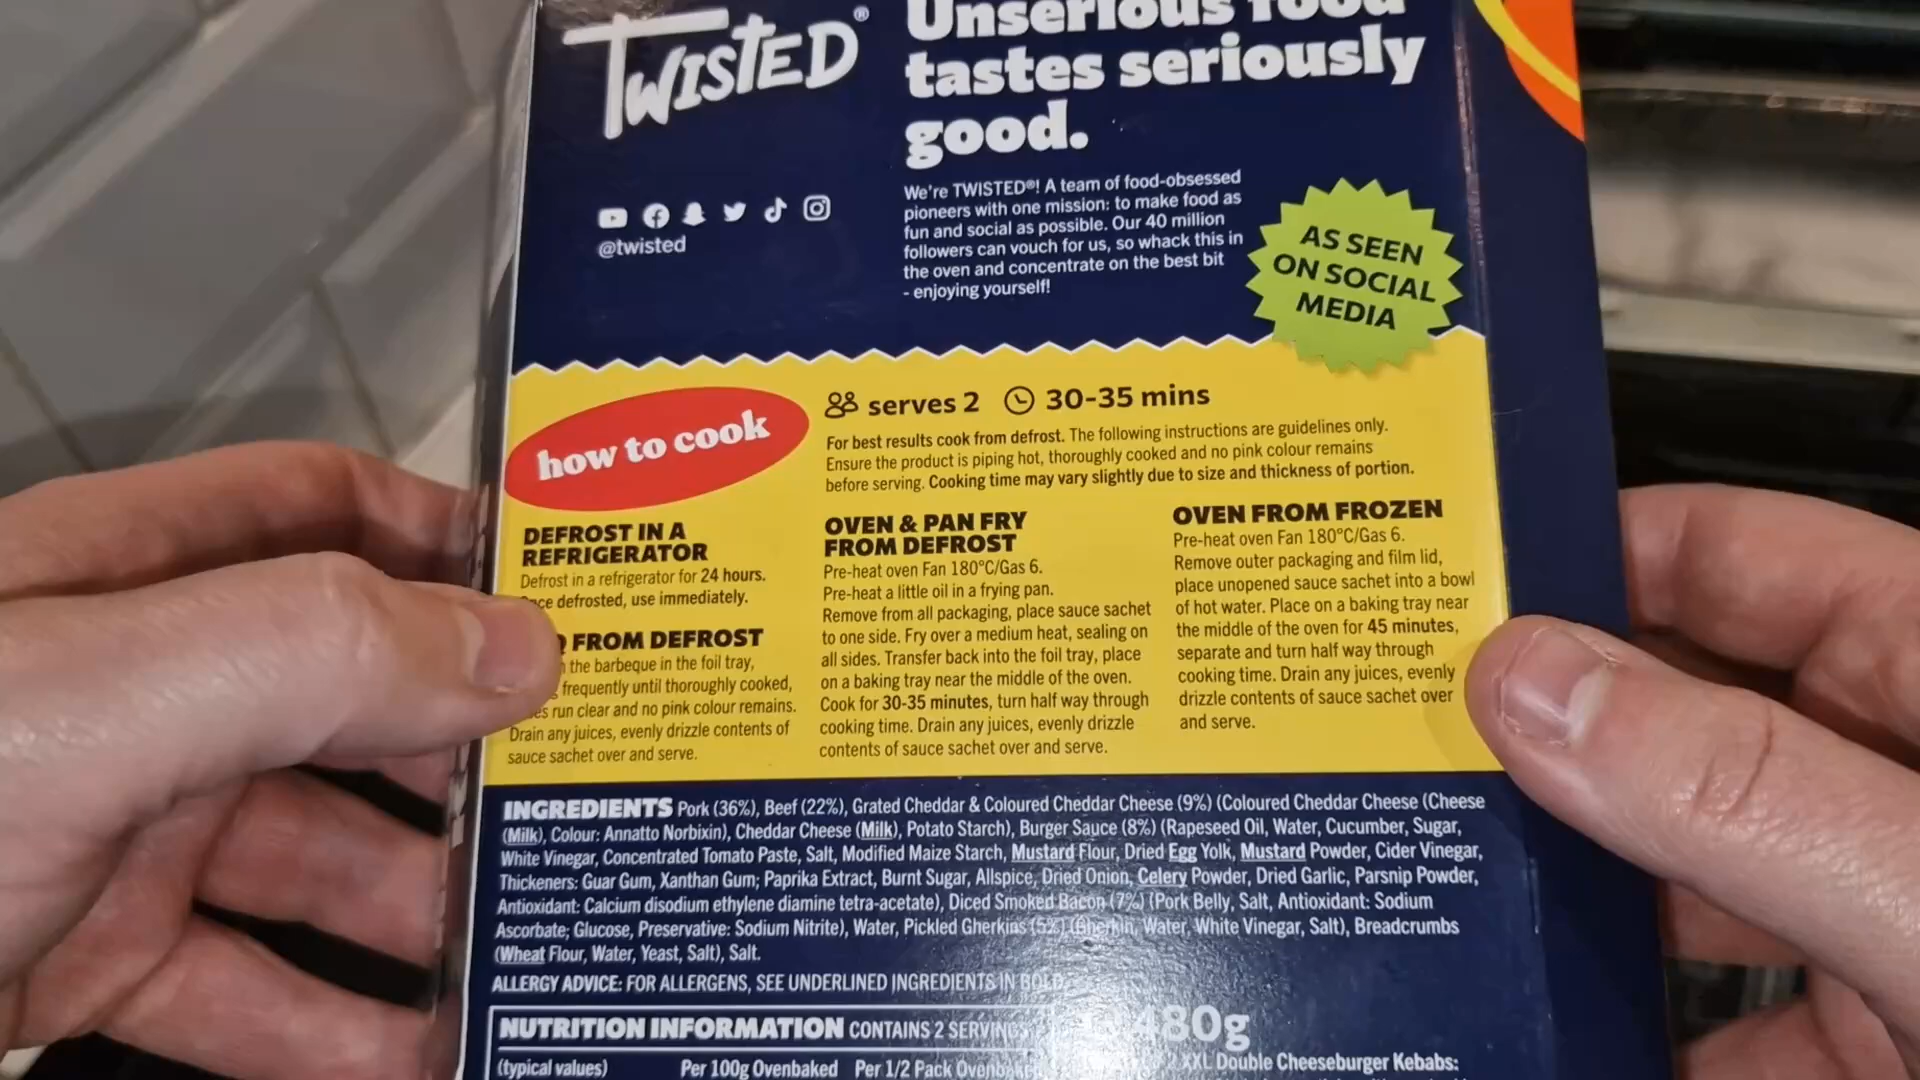 TWISTED®
Unserious food
tastes seriously
good.
@twisted
We're TWISTED®! A team of food-obsessed
pioneers with one mission: to make food as
fun and social as possible. Our 40 million
followers can vouch for us, so whack this in
the oven and concentrate on the best bit
- enjoying yourself!
AS SEEN
ON SOCIAL
MEDIA
how to cook
serves 2 30-35 mins
For best results cook from defrost. The following instructions are guidelines only.
Ensure the product is piping hot, thoroughly cooked and no pink colour remains
before serving. Cooking time may vary slightly due to size and thickness of portion.
DEFROST IN A
REFRIGERATOR
Defrost in a refrigerator for 24 hours.
defrosted, use immediately.
FROM DEFROST
the barbeque in the foil tray,
frequently until thoroughly cooked,
run clear and no pink colour remains.
Drain any juices, evenly drizzle contents of
sauce sachet over and serve.
OVEN & PAN FRY
FROM DEFROST
Pre-heat oven Fan 180°C/Gas 6.
Pre-heat a little oil in a frying pan.
Remove from all packaging, place sauce sachet
to one side. Fry over a medium heat, sealing on
all sides. Transfer back into the foil tray, place
on a baking tray near the middle of the oven.
Cook for 30-35 minutes, turn half way through
cooking time. Drain any juices, evenly drizzle
contents of sauce sachet over and serve.
OVEN FROM FROZEN
Pre-heat oven Fan 180°C/Gas 6.
Remove outer packaging and film lid,
place unopened sauce sachet into a bowl
of hot water. Place on a baking tray near
the middle of the oven for 45 minutes,
separate and turn half way through
cooking time. Drain any juices, evenly
drizzle contents of sauce sachet over
and serve.
INGREDIENTS Pork (36%), Beef (22%), Grated Cheddar & Coloured Cheddar Cheese (9%) (Coloured Cheddar Cheese (Cheese
(Milk), Colour: Annatto Norbixin), Cheddar Cheese (Milk), Potato Starch), Burger Sauce (8%) (Rapeseed Oil, Water, Cucumber, Sugar,
White Vinegar, Concentrated Tomato Paste, Salt, Modified Maize Starch, Mustard Flour, Dried Egg Yolk, Mustard Powder, Cider Vinegar,
Thickeners: Guar Gum, Xanthan Gum; Paprika Extract, Burnt Sugar, Allspice, Dried Onion, Celery Powder, Dried Garlic, Parsnip Powder,
Antioxidant: Calcium disodium ethylene diamine tetra-acetate), Diced Smoked Bacon (7%) (Pork Belly, Salt, Antioxidant: Sodium
Ascorbate; Glucose, Preservative: Sodium Nitrite), Water, Pickled Gherkins (5%) (Gherkin, Water, White Vinegar, Salt), Breadcrumbs
(Wheat Flour, Water, Yeast, Salt), Salt.
ALLERGY ADVICE: FOR ALLERGENS, SEE UNDERLINED INGREDIENTS IN BOLD.
NUTRITION INFORMATION CONTAINS 2 SERVINGS
480g
(typical values) Per 100g Ovenbaked Per 1/2 Pack Ovenbaked
XXL Double Cheeseburger Kebabs: